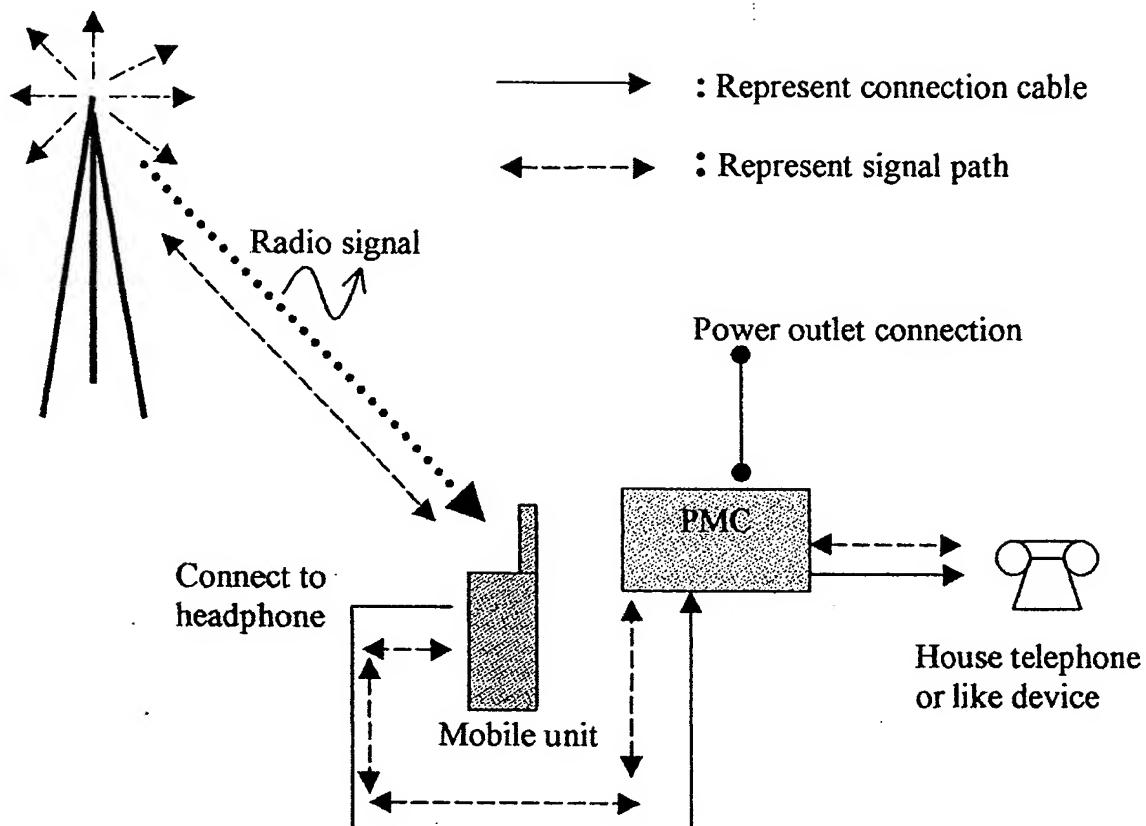 : Represent connection cable
: Represent signal path
Radio signal
Power outlet connection
PMC
Connect to
headphone
House telephone
or like device
Mobile unit